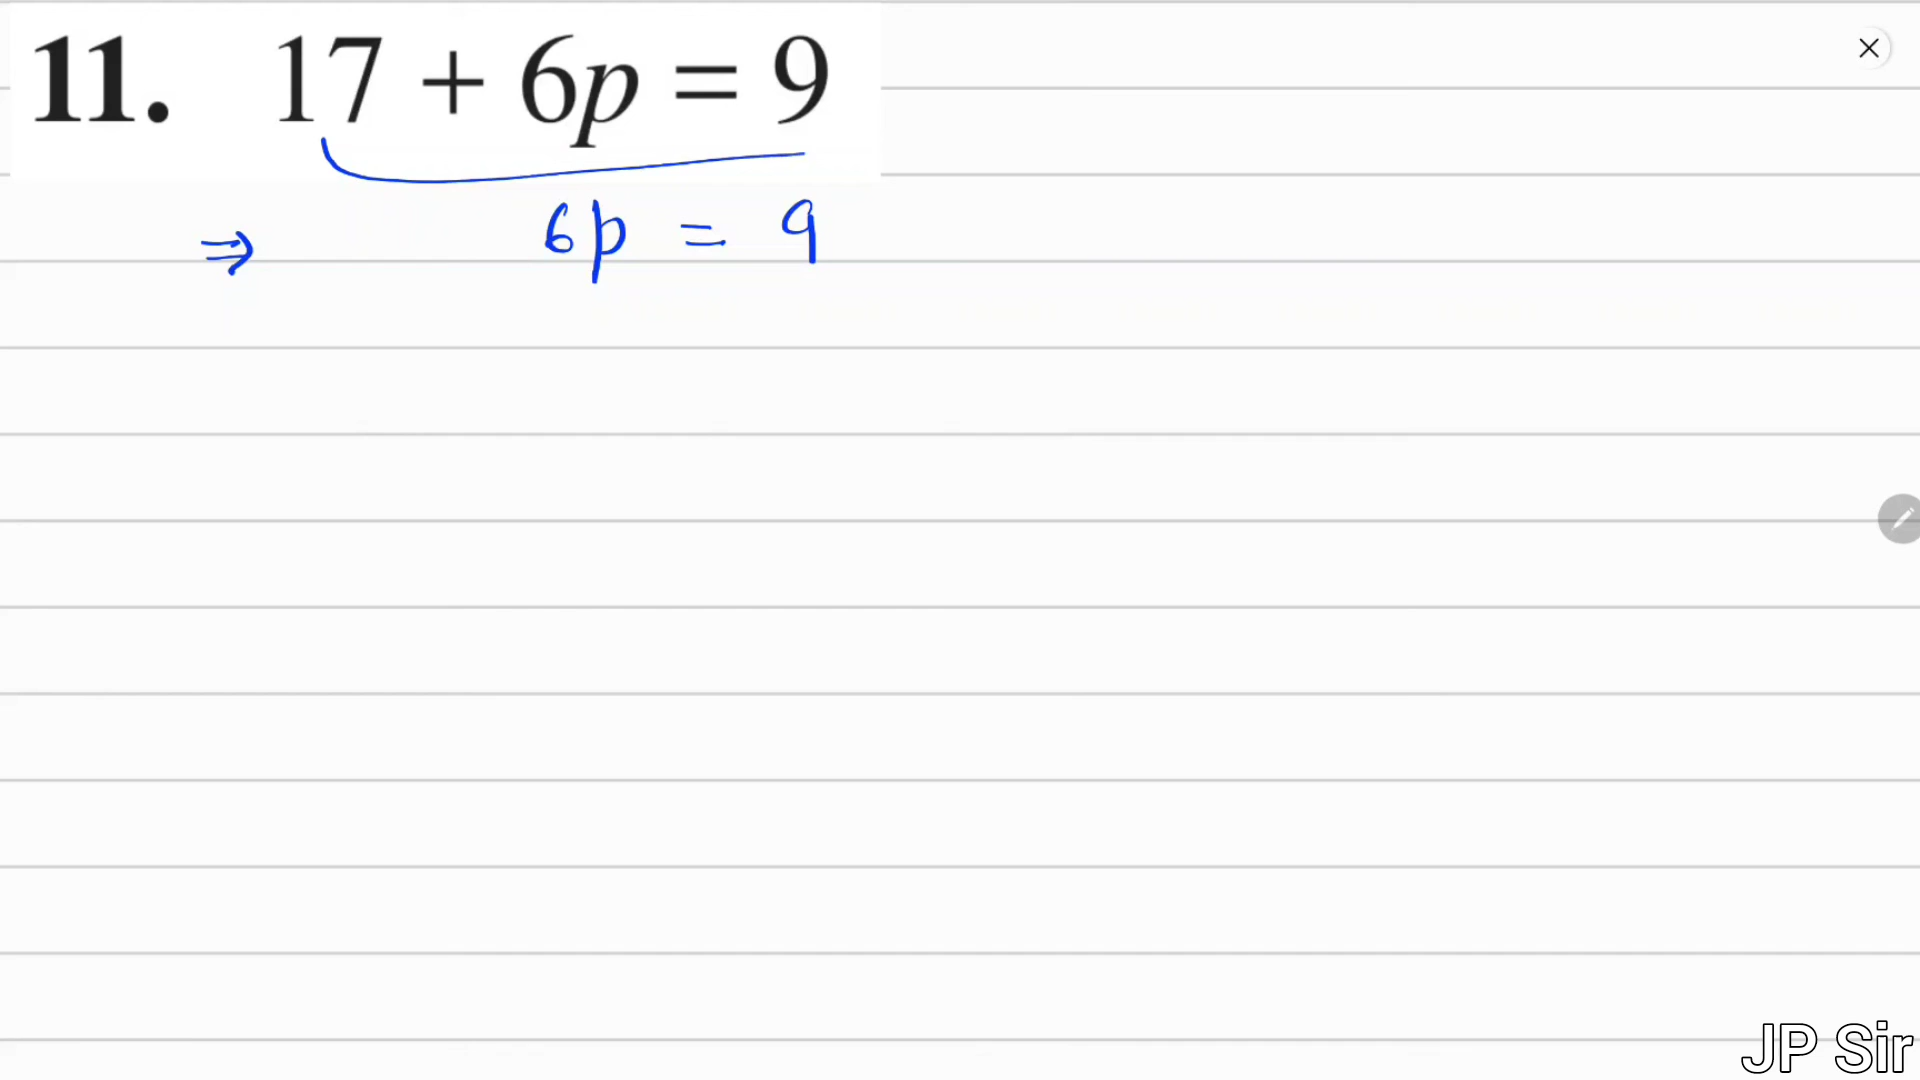 11. 17 + 6p = 9
⇒ 6p = 9
JP Sir